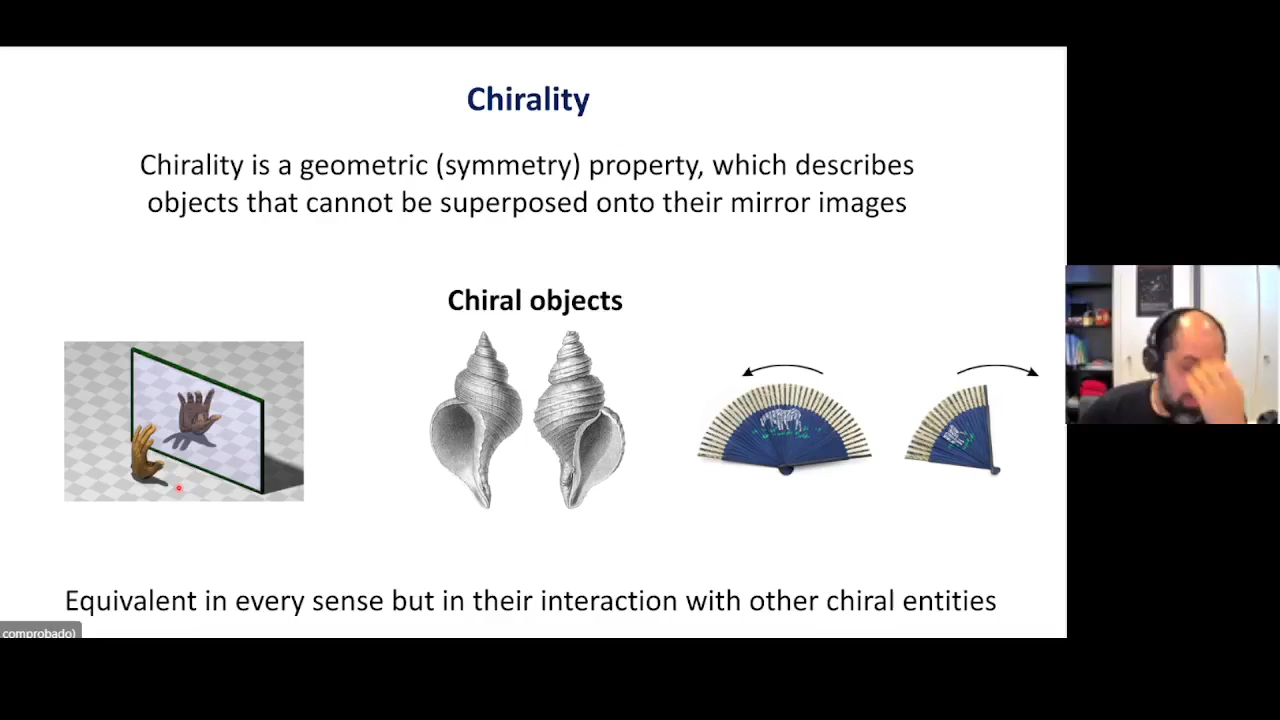 Chirality
Chirality is a geometric (symmetry) property, which describes
objects that cannot be superposed onto their mirror images
Chiral objects
Equivalent in every sense but in their interaction with other chiral entities
comprobado)